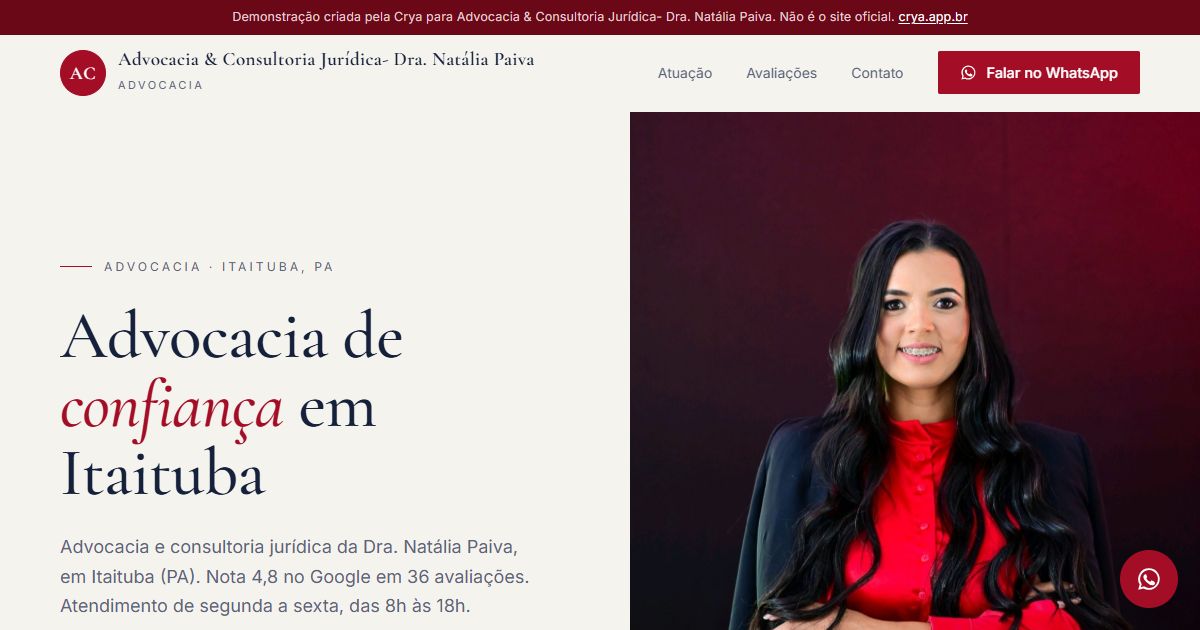 Demonstração criada pela Crya para Advocacia & Consultoria Jurídica- Dra. Natália Paiva. Não é o site oficial. crya.app.br
AC
Advocacia & Consultoria Jurídica- Dra. Natália Paiva
ADVOCACIA
Atuação
Avaliações
Contato
Falar no WhatsApp
ADVOCACIA · ITAITUBA, PA
Advocacia de
confiança em
Itaituba
Advocacia e consultoria jurídica da Dra. Natália Paiva,
em Itaituba (PA). Nota 4,8 no Google em 36 avaliações.
Atendimento de segunda a sexta, das 8h às 18h.